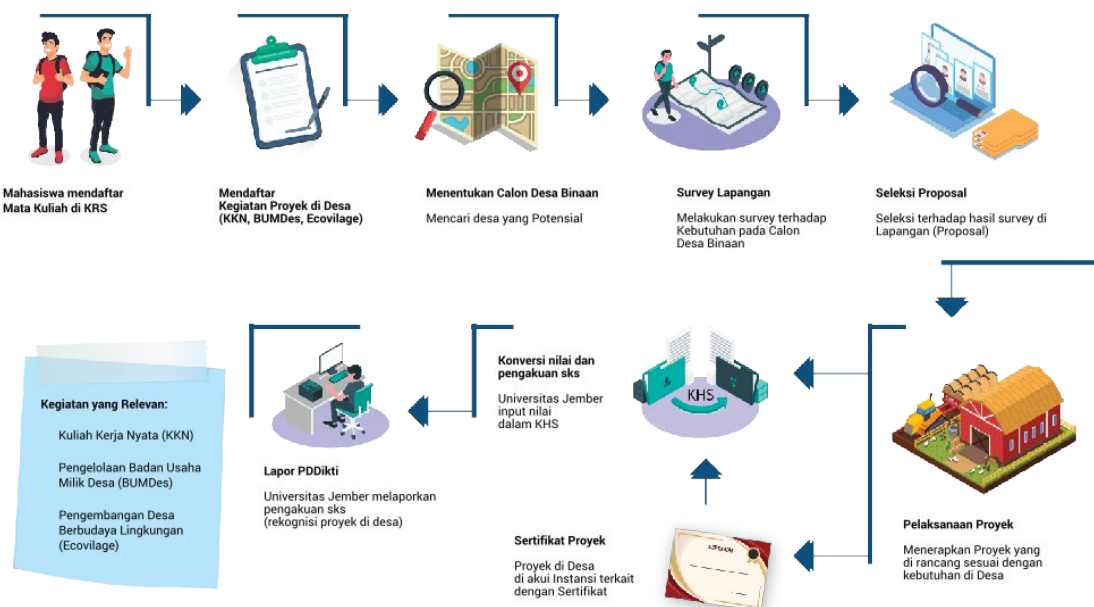 Mahasiswa mendaftar
Mata Kuliah di KRS
Mendaftar
Kegiatan Proyek di Desa
(KKN, BUMDes, Ecovilage)
Menentukan Calon Desa Binaan
Mencari desa yang Potensial
Survey Lapangan
Melakukan survey terhadap
Kebutuhan pada Calon
Desa Binaan
Seleksi Proposal
Seleksi terhadap hasil survey di
Lapangan (Proposal)
Pelaksanaan Proyek
Menerapkan Proyek yang
di rancang sesuai dengan
kebutuhan di Desa
Sertifikat Proyek
Proyek di Desa
di akui Instansi terkait
dengan Sertifikat
KHS
Konversi nilai dan
pengakuan sks
Universitas Jember
input nilai
dalam KHS
Lapor PDDikti
Universitas Jember melaporkan
pengakuan sks
(rekognisi proyek di desa)
Kegiatan yang Relevan:
Kuliah Kerja Nyata (KKN)
Pengelolaan Badan Usaha
Milik Desa (BUMDes)
Pengembangan Desa
Berbudaya Lingkungan
(Ecovilage)